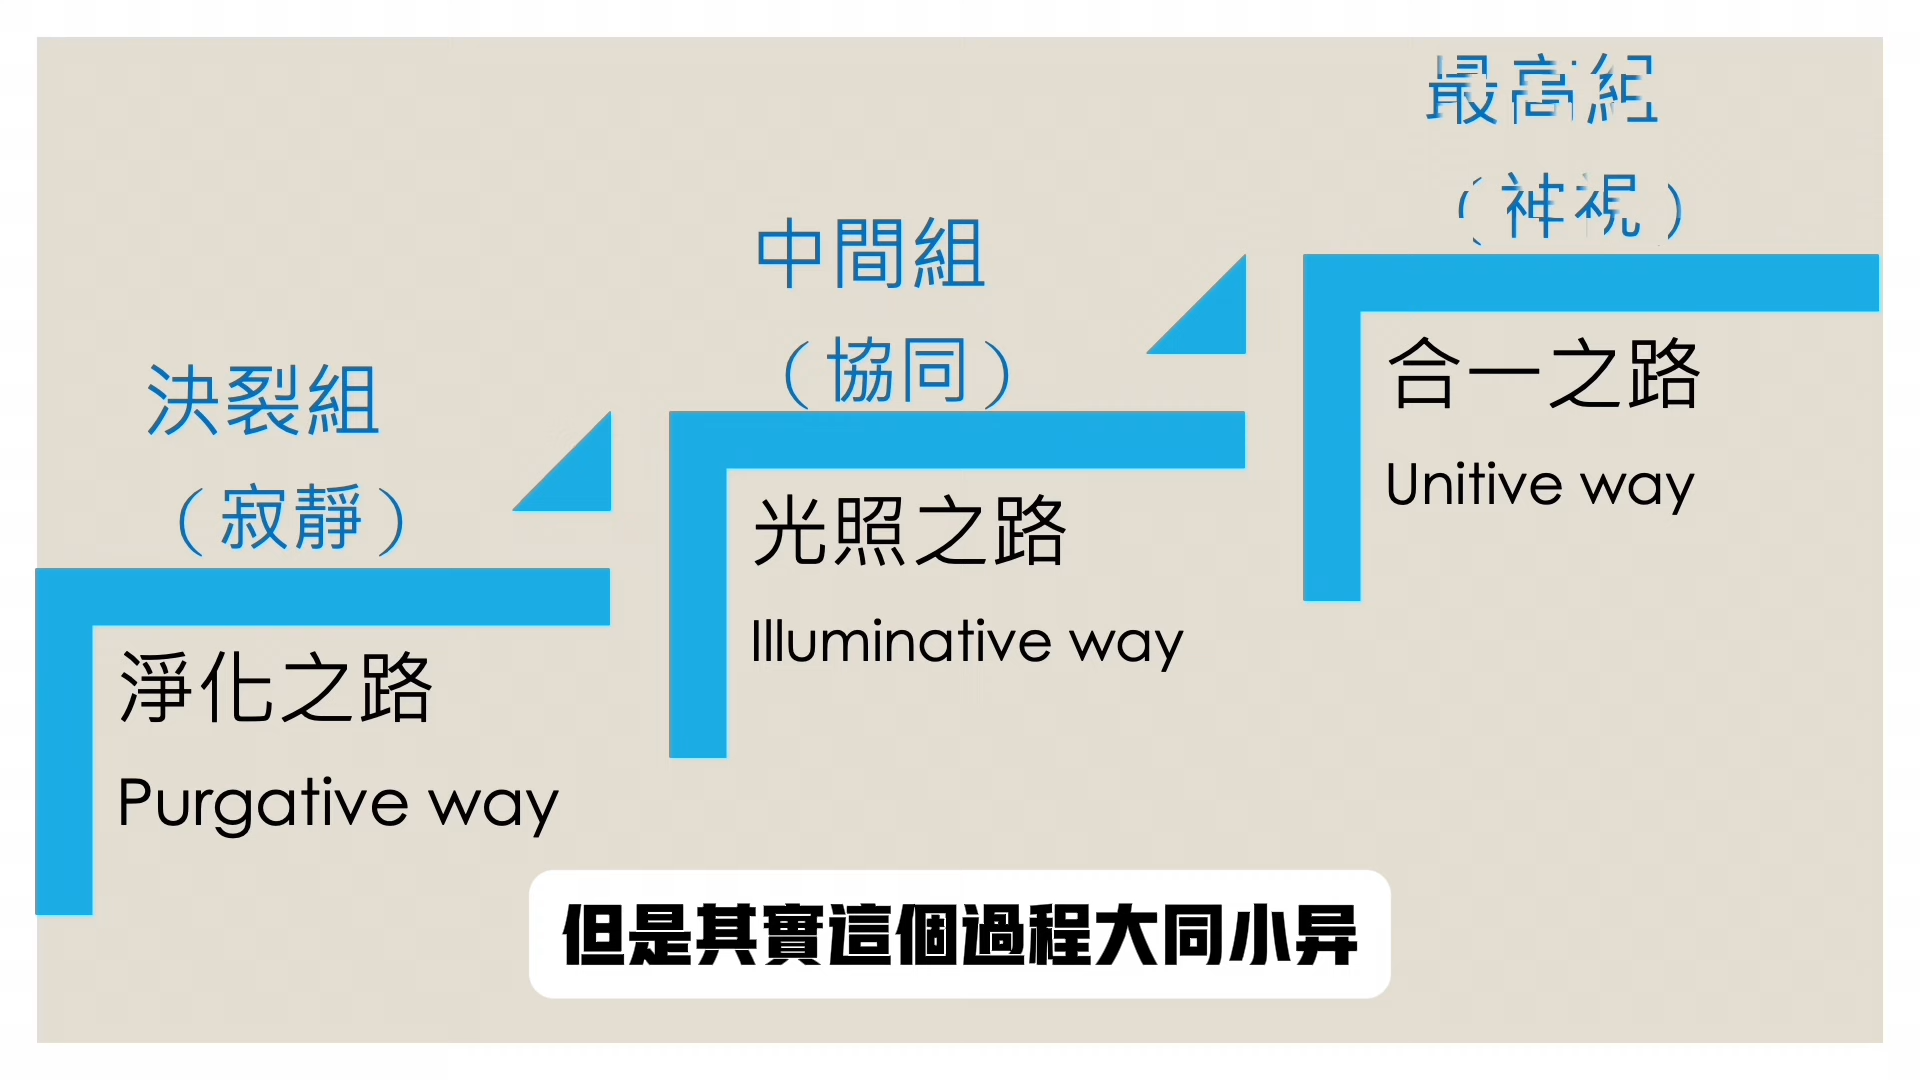 決裂組
（寂靜）
淨化之路
Purgative way
中間組
（協同）
光照之路
Illuminative way
最高組
（神視）
合一之路
Unitive way
但是其實這個過程大同小异